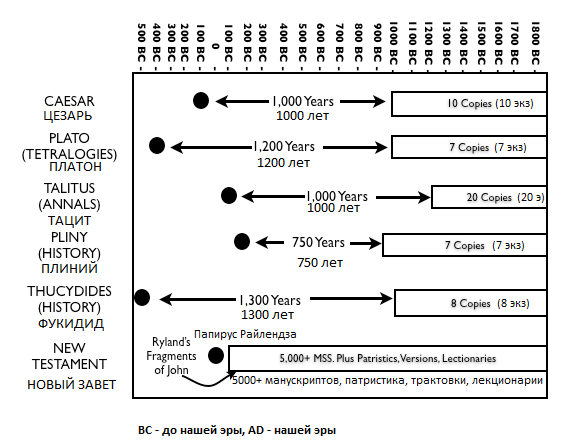 500 BC -
400 BC -
300 BC -
200 BC -
100 BC -
0 -
100 BC -
200 BC -
300 BC -
400 BC -
500 BC -
600 BC -
700 BC -
800 BC -
900 BC -
1000 BC -
1100 BC -
1200 BC -
1300 BC -
1400 BC -
1500 BC -
1600 BC -
1700 BC -
1800 BC -
CAESAR
ЦЕЗАРЬ
1,000 Years
1000 лет
10 Copies (10 экз)
PLATO
(TETRALOGIES)
ПЛАТОН
1,200 Years
1200 лет
7 Copies (7 экз)
TALITUS
(ANNALS)
ТАЦИТ
1,000 Years
1000 лет
20 Copies (20 э)
PLINY
(HISTORY)
ПЛИНИЙ
750 Years
750 лет
7 Copies (7 экз)
THUCYDIDES
(HISTORY)
ФУКИДИД
1,300 Years
1300 лет
8 Copies (8 экз)
NEW
TESTAMENT
НОВЫЙ ЗАВЕТ
Папирус Райлендза
Ryland's
Fragments
of John
5,000+ MSS. Plus Patristics, Versions, Lectionaries
5000+ манускриптов, патристика, трактовки, лекционарии
BC - до нашей эры, AD - нашей эры